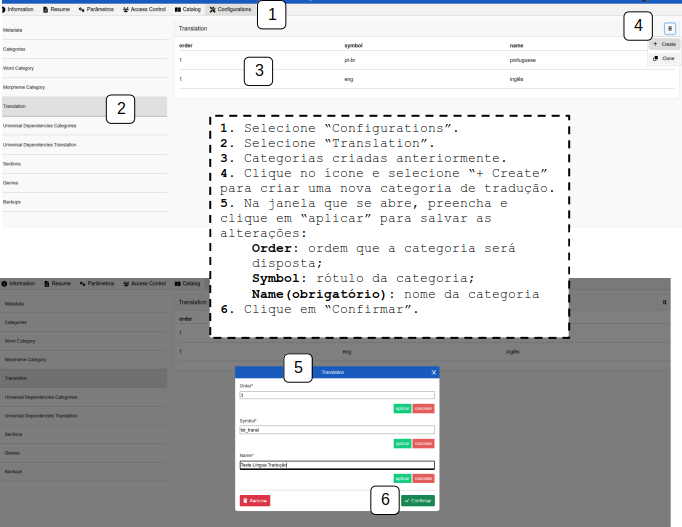 Information Resume Parâmetros Access Control Catalog Configurations
1
4
Metadata
Categories
Word Category
Morpheme Category
Translation
Universal Dependencies Categories
Universal Dependencies Translation
Sections
Genres
Backups
2
Translation
order symbol name
1 pt-br portuguese
1 eng inglês
3
+ Create
Clone
1. Selecione “Configurations”.
2. Selecione “Translation”.
3. Categorias criadas anteriormente.
4. Clique no ícone e selecione “+ Create”
para criar uma nova categoria de tradução.
5. Na janela que se abre, preencha e
clique em “aplicar” para salvar as
alterações:
Order: ordem que a categoria será
disposta;
Symbol: rótulo da categoria;
Name(obrigatório): nome da categoria
6. Clique em “Confirmar”.
Information Resume Parâmetros Access Control Catalog
Metadata
Categories
Word Category
Morpheme Category
Translation
Universal Dependencies Categories
Universal Dependencies Translation
Sections
Genres
Backups
Translation
order
1
1 eng inglês
5
Translation X
Order*
3
aplicar cancelar
Symbol*
tst_transl
aplicar cancelar
Name*
Teste Língua Tradução
aplicar cancelar
Remove
6
Confirmar